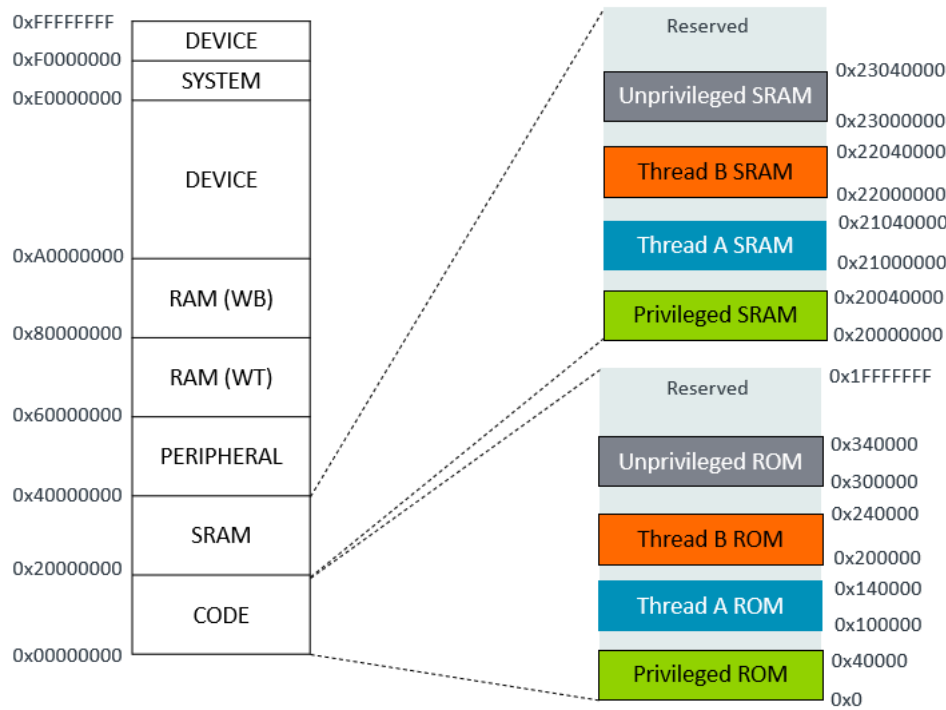 0xFFFFFFFF
DEVICE
0xF0000000
SYSTEM
0xE0000000
DEVICE
0xA0000000
RAM (WB)
0x80000000
RAM (WT)
0x60000000
PERIPHERAL
0x40000000
SRAM
0x20000000
CODE
0x00000000
Reserved
0x23040000
Unprivileged SRAM
0x23000000
0x22040000
Thread B SRAM
0x22000000
0x21040000
Thread A SRAM
0x21000000
0x20040000
Privileged SRAM
0x20000000
0x1FFFFFFF
Reserved
0x340000
Unprivileged ROM
0x300000
0x240000
Thread B ROM
0x200000
0x140000
Thread A ROM
0x100000
0x40000
Privileged ROM
0x0